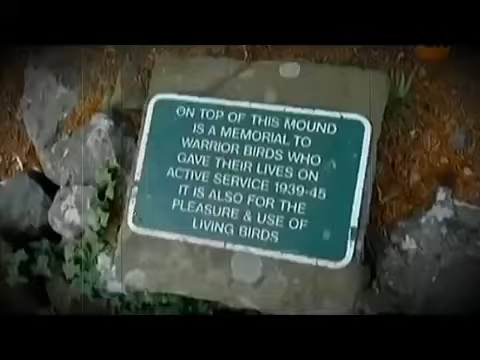 ON TOP OF THIS MOUND
IS A MEMORIAL TO
WARRIOR BIRDS WHO
GAVE THEIR LIVES ON
ACTIVE SERVICE 1939-45
IT IS ALSO FOR THE
PLEASURE & USE OF
LIVING BIRDS